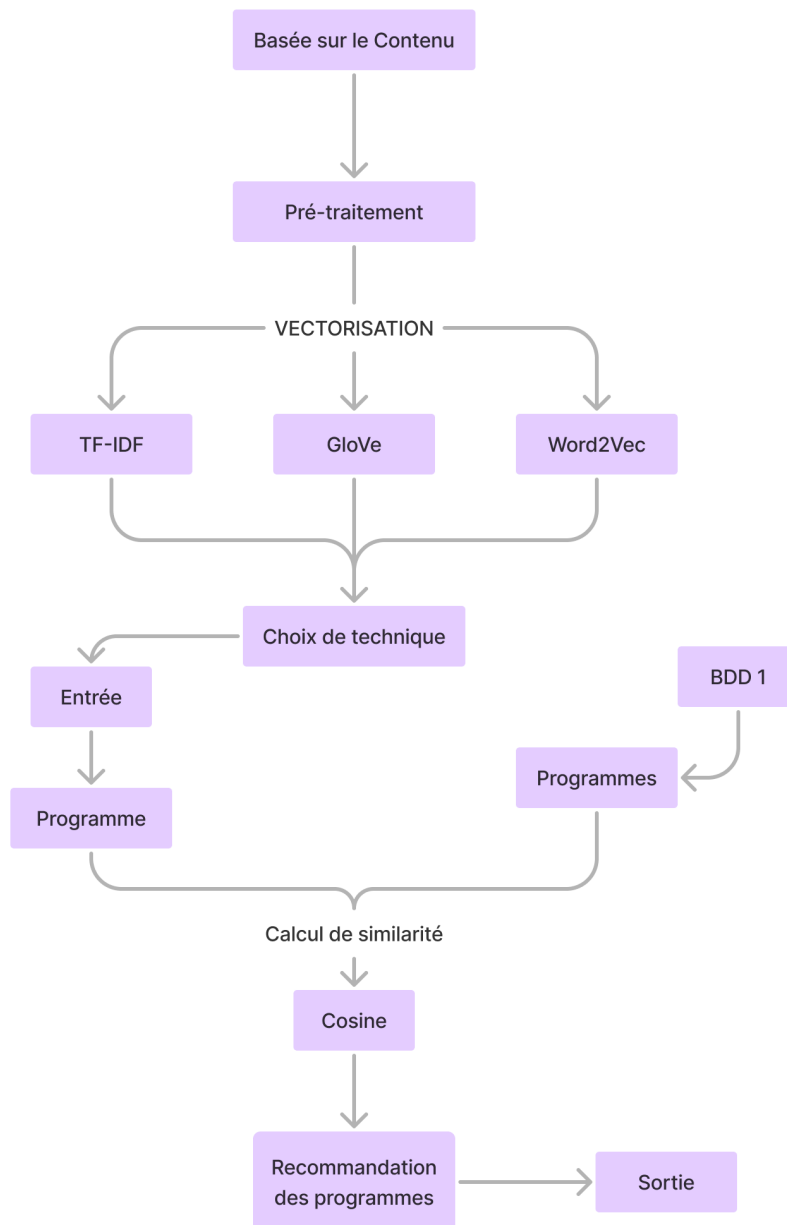 Basée sur le Contenu
Pré-traitement
VECTORISATION
TF-IDF
GloVe
Word2Vec
Choix de technique
Entrée
BDD 1
Programmes
Programme
Calcul de similarité
Cosine
Recommandation
des programmes
Sortie